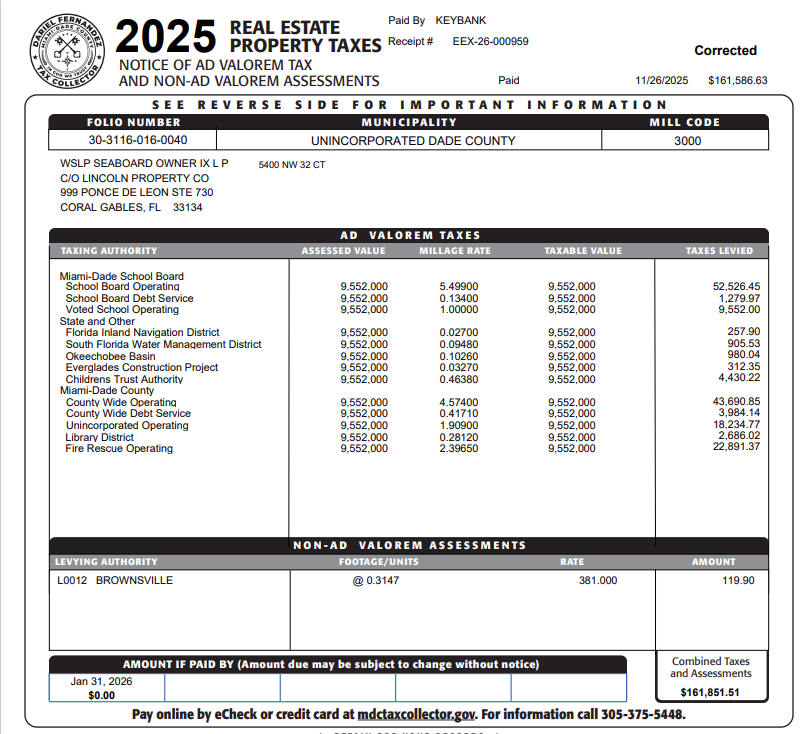 DARIEL FERNANDEZ
MIAMI-DADE COUNTY
IN GOD WE TRUST
TAX COLLECTOR
2025 REAL ESTATE
PROPERTY TAXES
NOTICE OF AD VALOREM TAX
AND NON-AD VALOREM ASSESSMENTS
Paid By KEYBANK
Receipt # EEX-26-000959
Corrected
Paid 11/26/2025 $161,586.63
SEE REVERSE SIDE FOR IMPORTANT INFORMATION
FOLIO NUMBER MUNICIPALITY MILL CODE
30-3116-016-0040 UNINCORPORATED DADE COUNTY 3000
WSLP SEABOARD OWNER IX L P 5400 NW 32 CT
C/O LINCOLN PROPERTY CO
999 PONCE DE LEON STE 730
CORAL GABLES, FL 33134
AD VALOREM TAXES
TAXING AUTHORITY ASSESSED VALUE MILLAGE RATE TAXABLE VALUE TAXES LEVIED
Miami-Dade School Board
School Board Operating 9,552,000 5.49900 9,552,000 52,526.45
School Board Debt Service 9,552,000 0.13400 9,552,000 1,279.97
Voted School Operating 9,552,000 1.00000 9,552,000 9,552.00
State and Other
Florida Inland Navigation District 9,552,000 0.02700 9,552,000 257.90
South Florida Water Management District 9,552,000 0.09480 9,552,000 905.53
Okeechobee Basin 9,552,000 0.10260 9,552,000 980.04
Everglades Construction Project 9,552,000 0.03270 9,552,000 312.35
Childrens Trust Authority 9,552,000 0.46380 9,552,000 4,430.22
Miami-Dade County
County Wide Operating 9,552,000 4.57400 9,552,000 43,690.85
County Wide Debt Service 9,552,000 0.41710 9,552,000 3,984.14
Unincorporated Operating 9,552,000 1.90900 9,552,000 18,234.77
Library District 9,552,000 0.28120 9,552,000 2,686.02
Fire Rescue Operating 9,552,000 2.39650 9,552,000 22,891.37
NON-AD VALOREM ASSESSMENTS
LEVYING AUTHORITY FOOTAGE/UNITS RATE AMOUNT
L0012 BROWNSVILLE @ 0.3147 381.000 119.90
AMOUNT IF PAID BY (Amount due may be subject to change without notice)
Jan 31, 2026
$0.00
Combined Taxes
and Assessments
$161,851.51
Pay online by eCheck or credit card at mdctaxcollector.gov. For information call 305-375-5448.